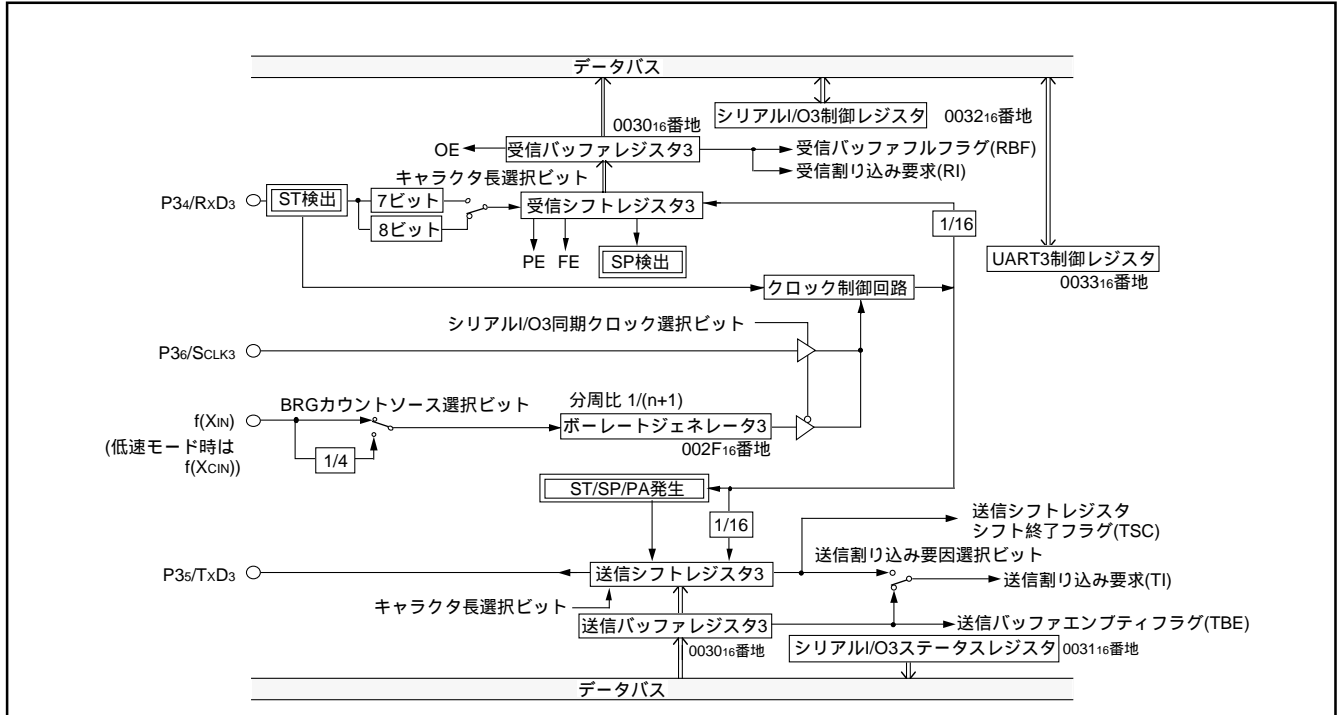 データバス
003016番地
シリアルI/O3制御レジスタ 003216番地
OE 受信バッファレジスタ3 受信バッファフルフラグ(RBF)
受信割り込み要求(RI)
キャラクタ長選択ビット
P34/RXD3 ST検出 7ビット 受信シフトレジスタ3
8ビット
1/16
PE FE SP検出
UART3制御レジスタ
003316番地
クロック制御回路
シリアルI/O3同期クロック選択ビット
P36/SCLK3
BRGカウントソース選択ビット 分周比 1/(n+1)
f(XIN) ボーレートジェネレータ3
002F16番地
(低速モード時は
f(XCIN))
1/4
ST/SP/PA発生
1/16
送信シフトレジスタ
シフト終了フラグ(TSC)
送信割り込み要因選択ビット
P35/TXD3 送信シフトレジスタ3 送信割り込み要求(TI)
キャラクタ長選択ビット
送信バッファレジスタ3 送信バッファエンプティフラグ(TBE)
003016番地 シリアルI/O3ステータスレジスタ 003116番地
データバス